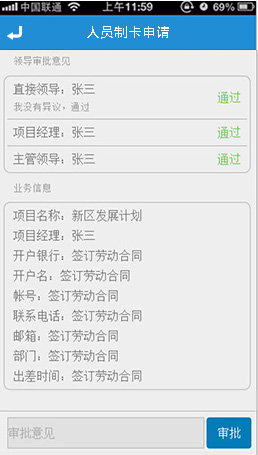 中国联通 上午11:59 69%
人员制卡申请
领导审批意见
直接领导：张三
我没有异议，通过
通过
项目经理：张三 通过
主管领导：张三 通过
业务信息
项目名称：新区发展计划
项目经理：张三
开户银行：签订劳动合同
开户名：签订劳动合同
帐号：签订劳动合同
联系电话：签订劳动合同
邮箱：签订劳动合同
部门：签订劳动合同
出差时间：签订劳动合同
审批意见 审批